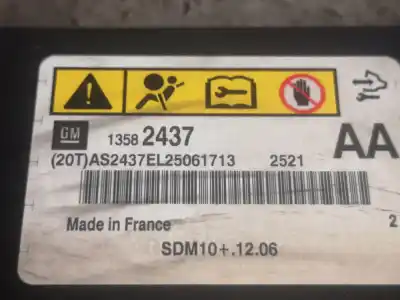 GM 1358 2437 AA
(20T)AS2437EL25061713 2521
Made in France 2
SDM10+.12.06